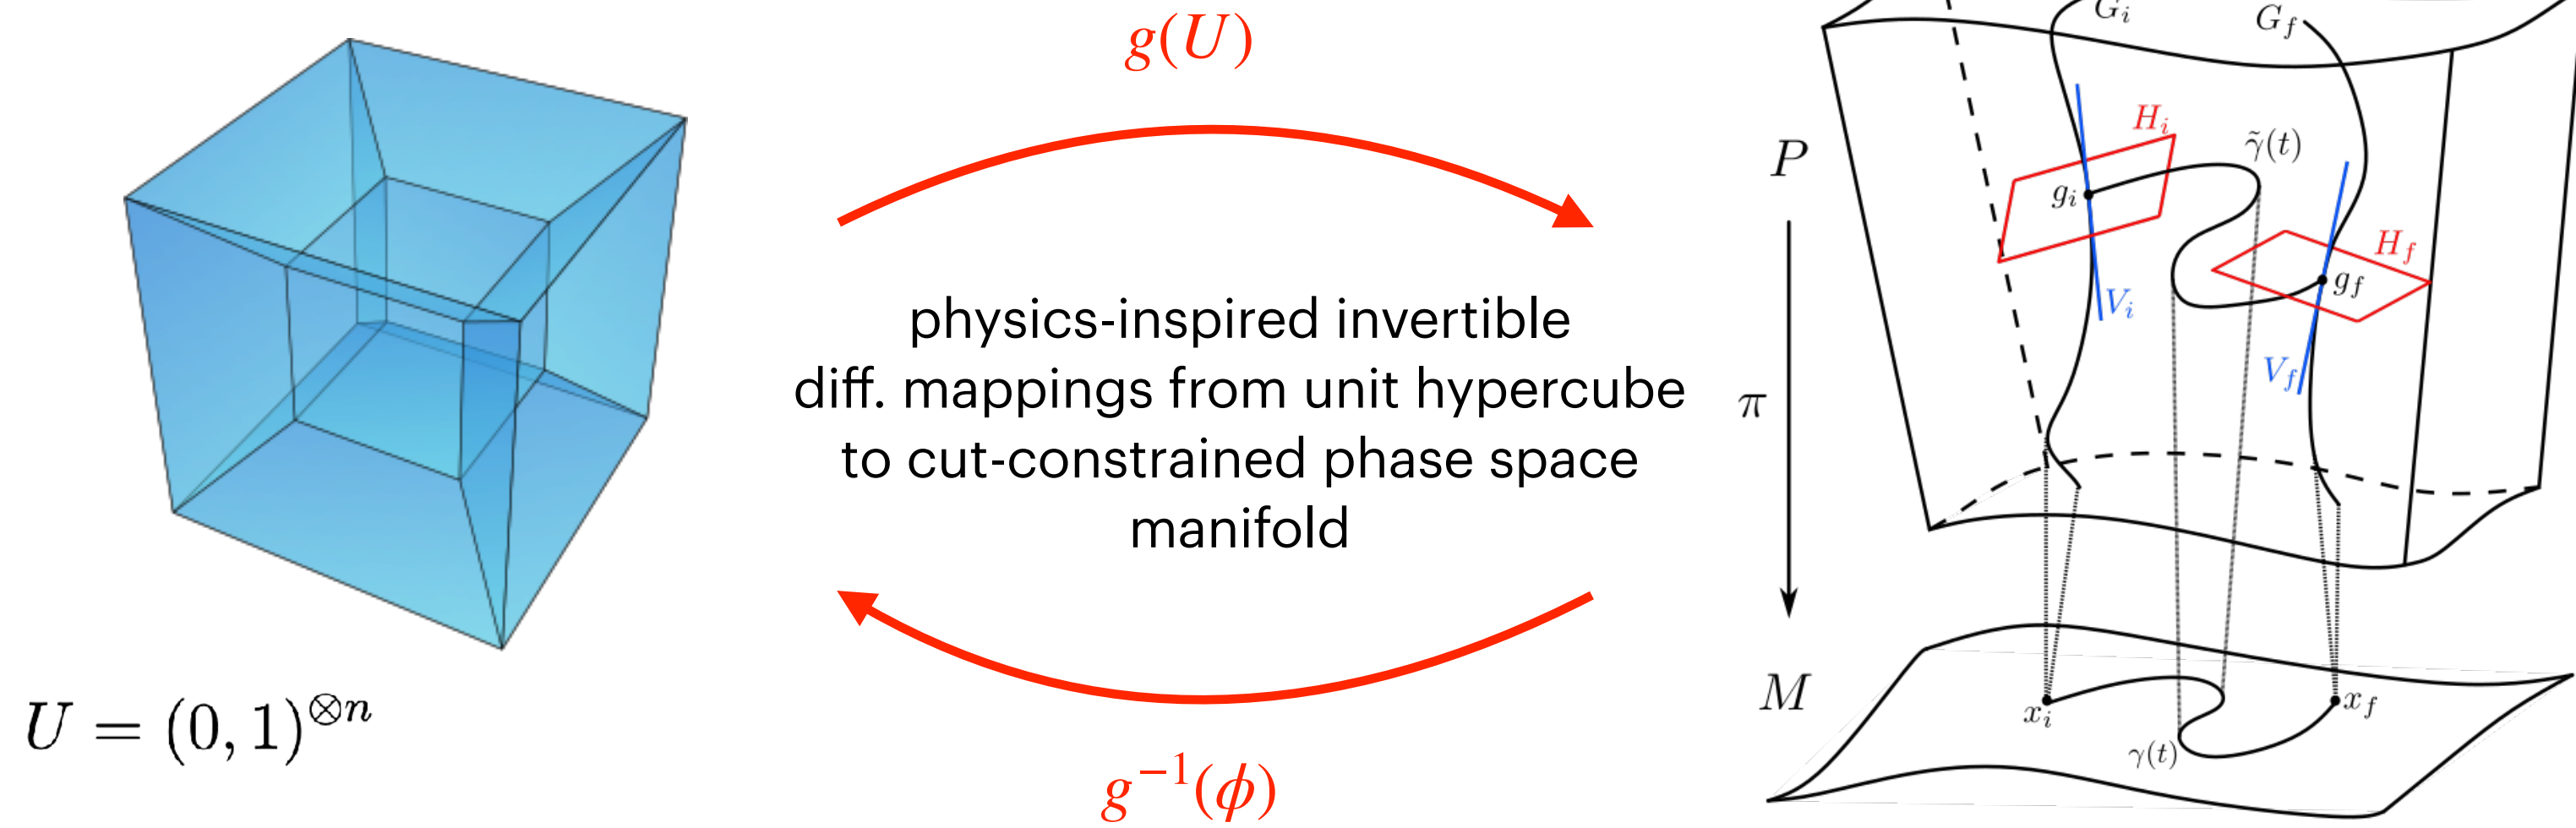 g(U)
physics-inspired invertible
diff. mappings from unit hypercube
to cut-constrained phase space
manifold
g⁻¹(ϕ)
U = (0, 1)^{⊗n}
G_i
G_f
P
H_i
γ̃(t)
g_i
H_f
g_f
V_i
V_f
π
M
x_i
x_f
γ(t)